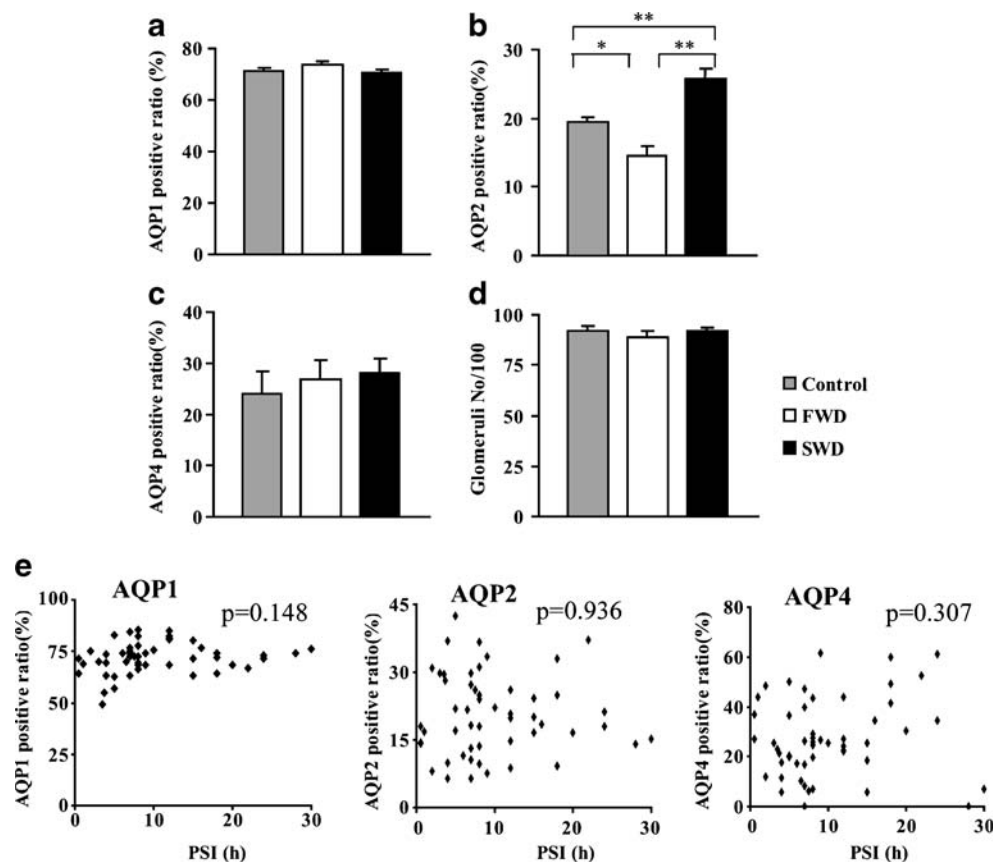 a
AQP1 positive ratio (%)
80
60
40
20
0
b
AQP2 positive ratio(%)
30
20
10
0
**
*
**
c
AQP4 positive ratio(%)
40
30
20
10
0
d
Glomeruli No/100
100
75
50
25
0
Control
FWD
SWD
e
AQP1
p=0.148
AQP1 positive ratio(%)
100
75
50
25
0
0 10 20 30
PSI (h)
AQP2
p=0.936
AQP2 positive ratio(%)
45
30
15
0
0 10 20 30
PSI (h)
AQP4
p=0.307
AQP4 positive ratio(%)
80
60
40
20
0
0 10 20 30
PSI (h)